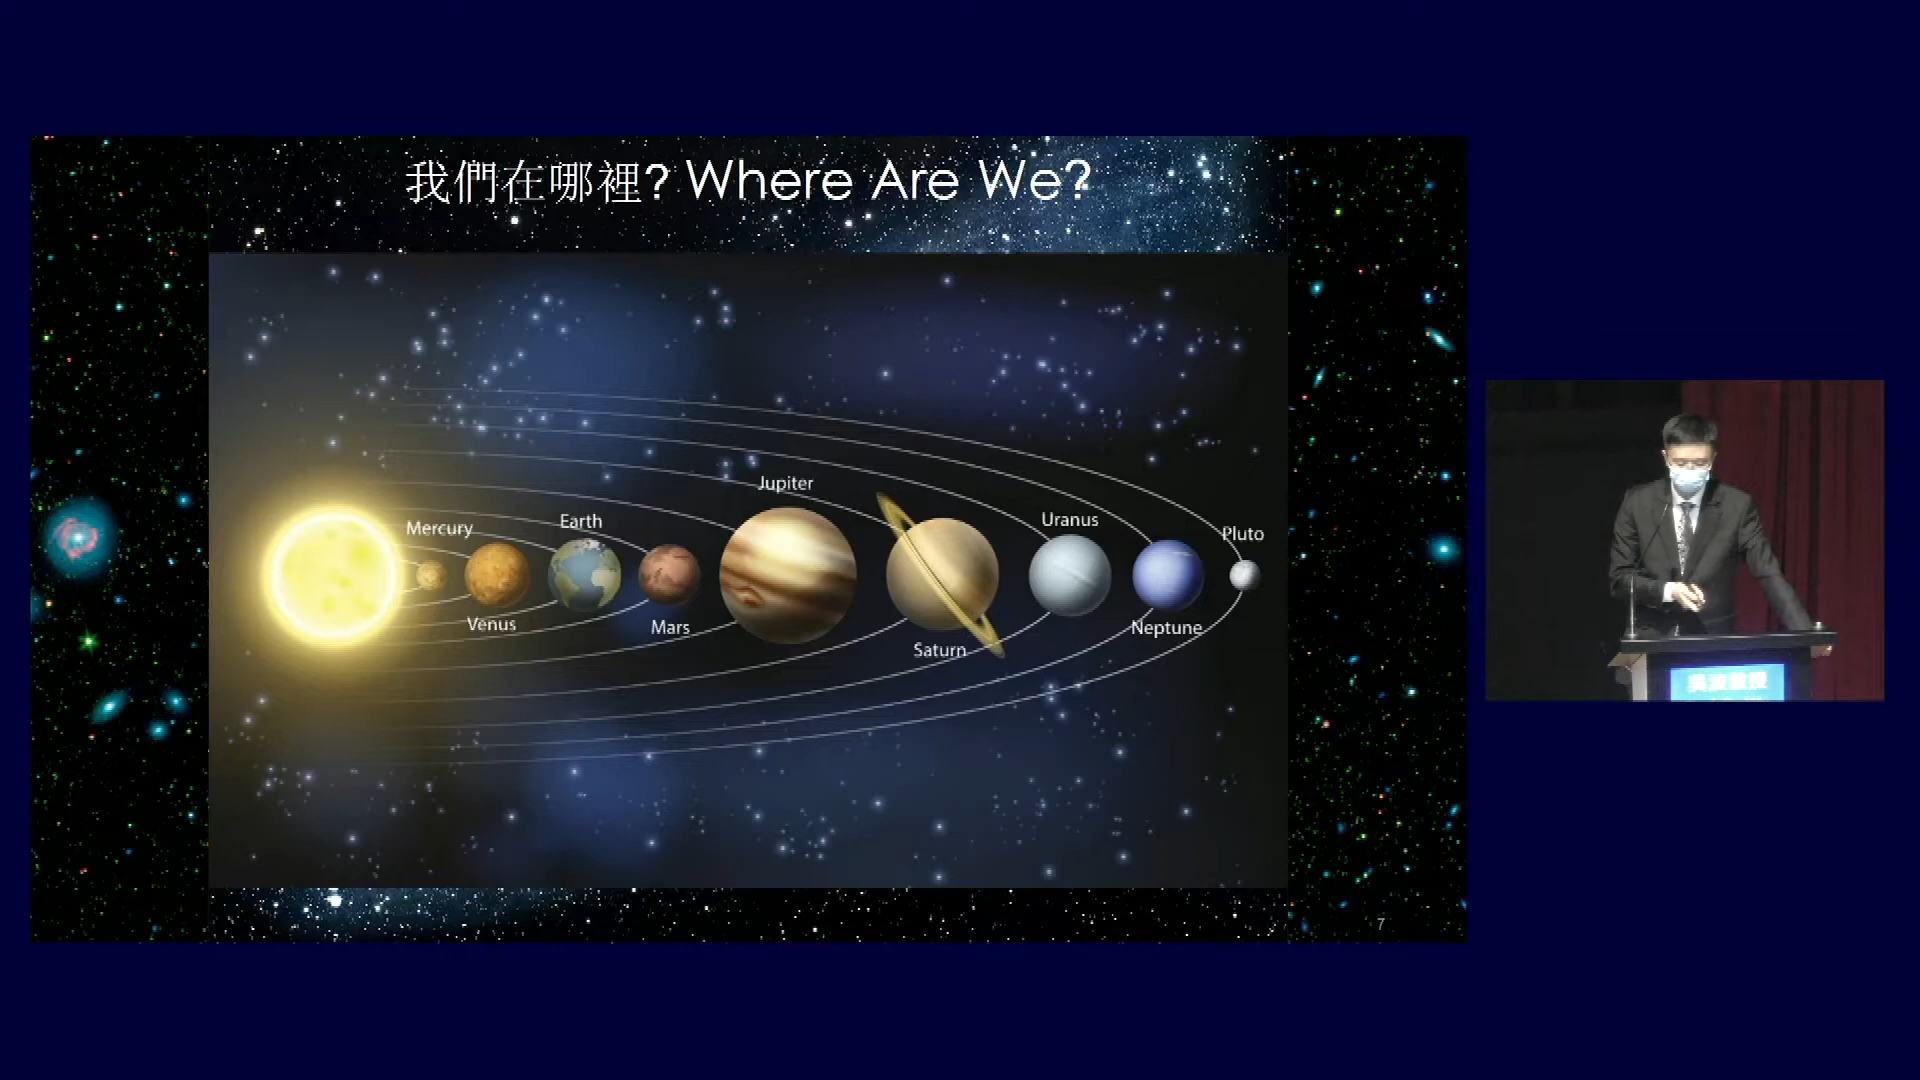 我們在哪裡? Where Are We?
Jupiter
Mercury
Earth
Uranus
Pluto
Venus
Mars
Saturn
Neptune
7